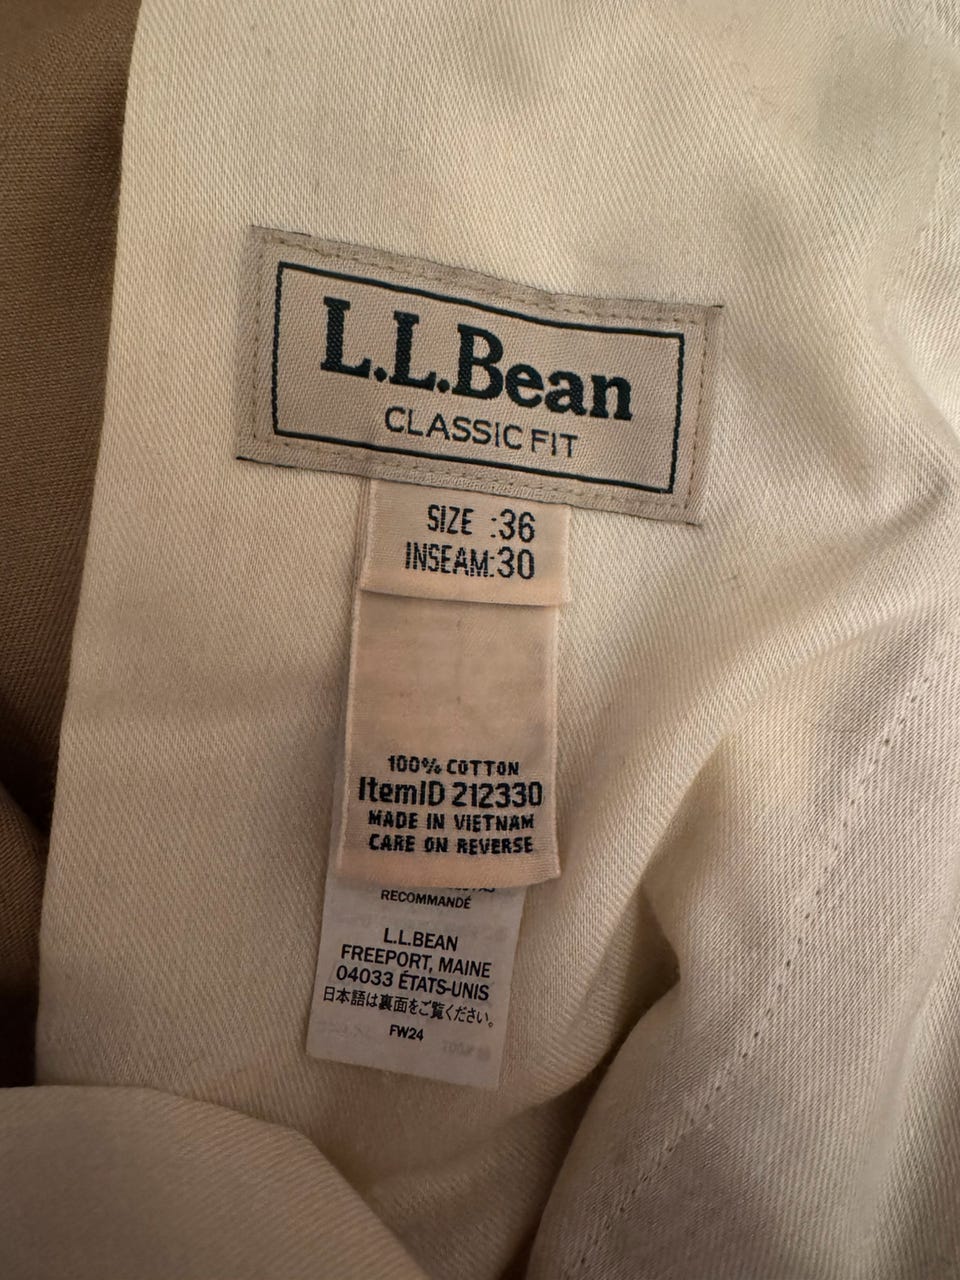 L.L.Bean
CLASSIC FIT
SIZE :36
INSEAM:30
100% COTTON
ItemID 212330
MADE IN VIETNAM
CARE ON REVERSE
RECOMMANDÉ
L.L.BEAN
FREEPORT, MAINE
04033 ÉTATS-UNIS
日本語は裏面をご覧ください。
FW24